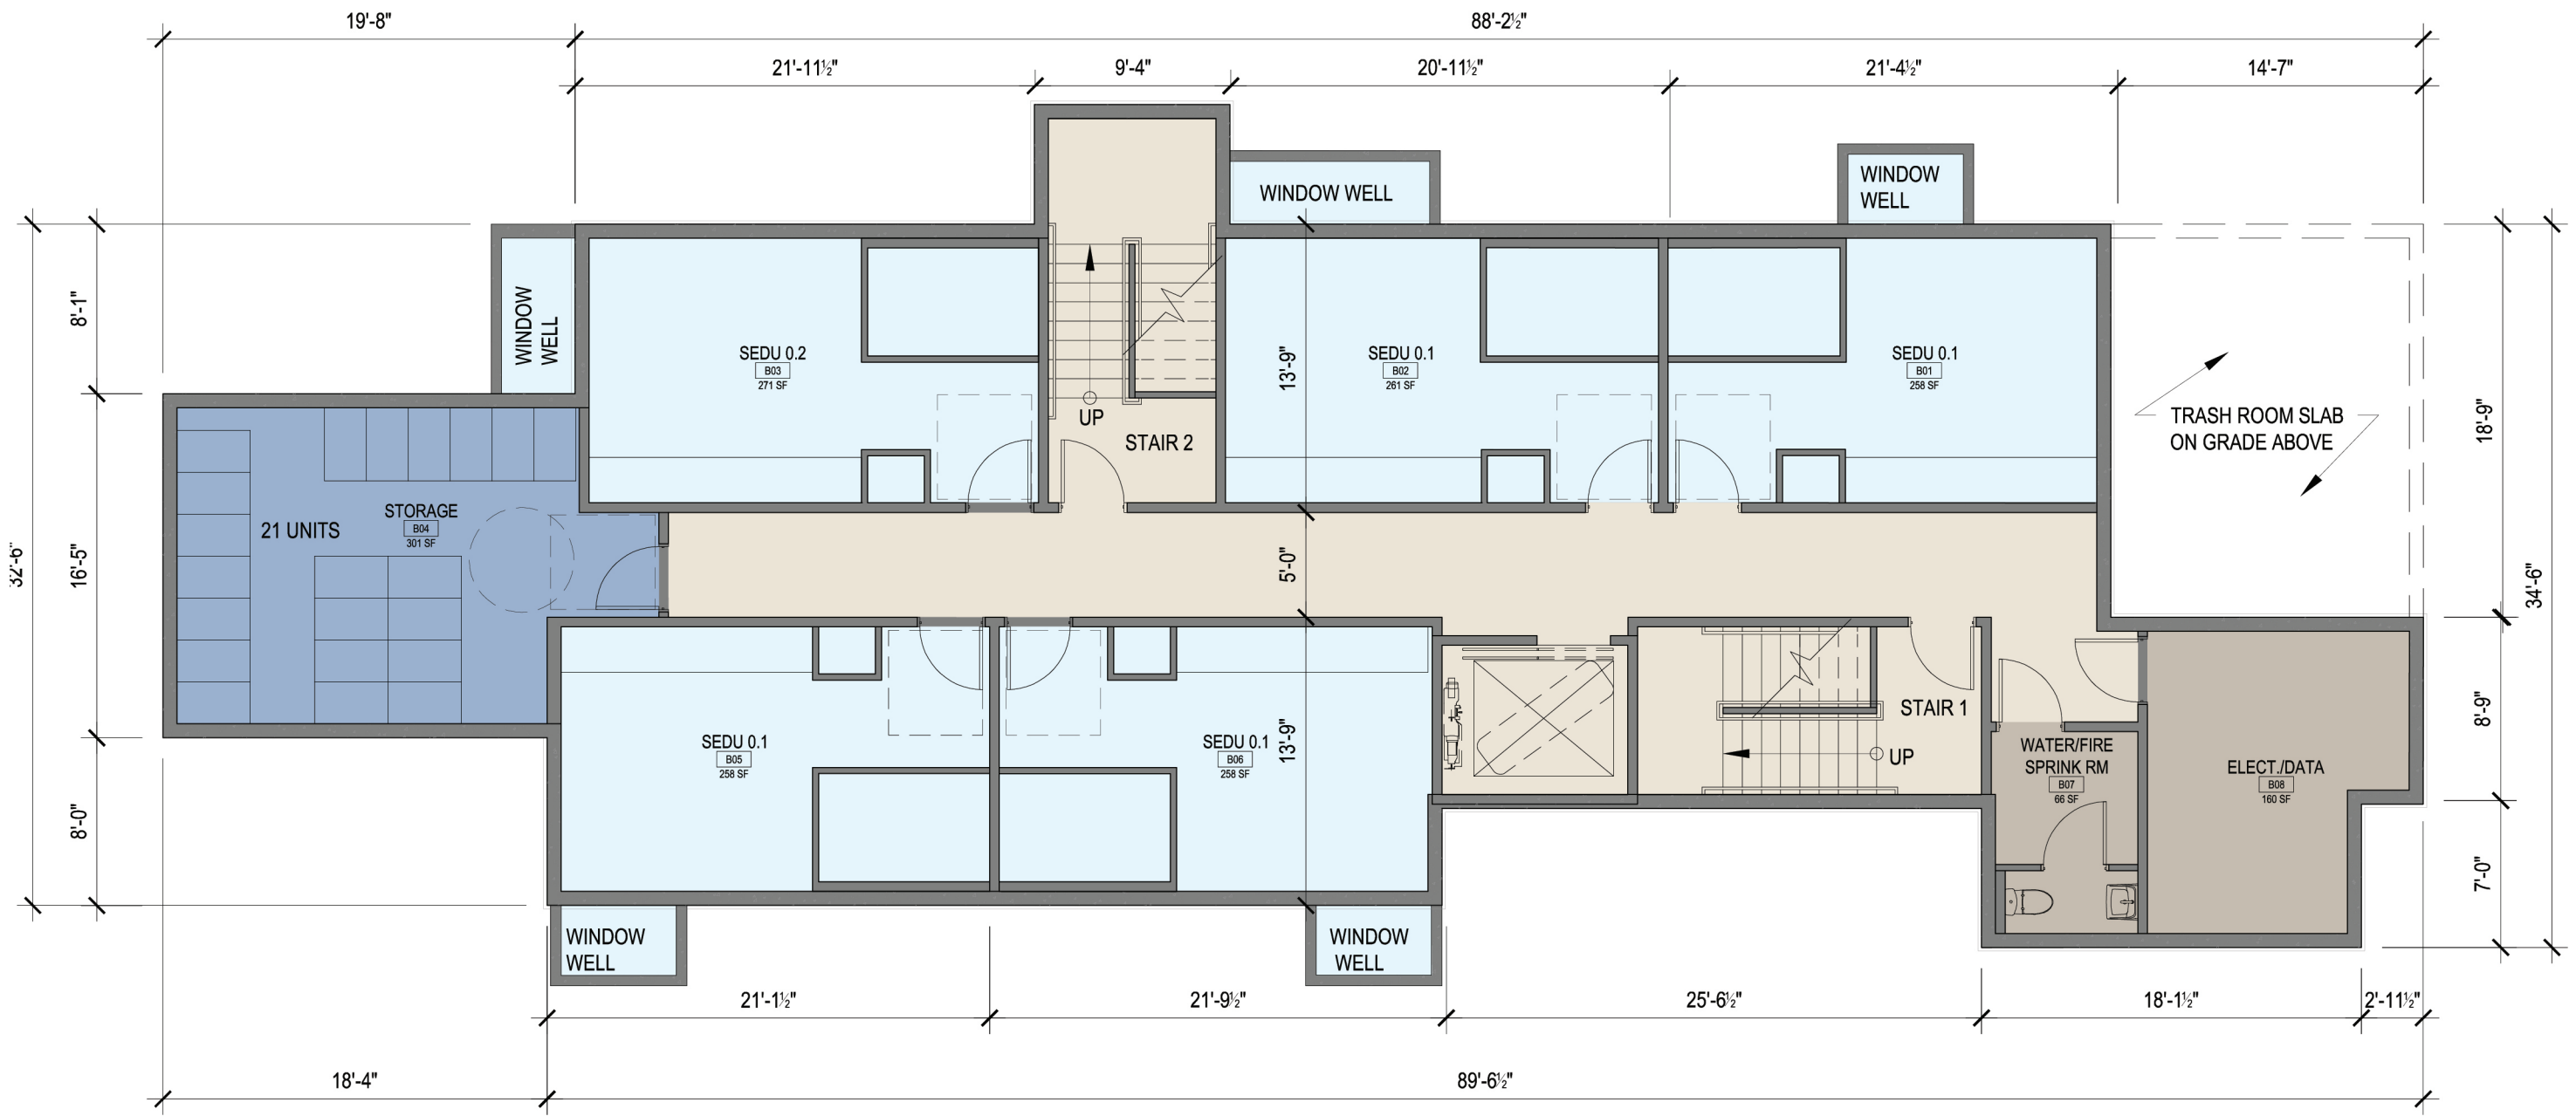 19'-8"
88'-2½"
21'-11½"
9'-4"
20'-11½"
21'-4½"
14'-7"
WINDOW WELL
WINDOW
WELL
WINDOW
WELL
8'-1"
16'-5"
8'-0"
32'-6"
SEDU 0.2
B03
271 SF
UP
STAIR 2
13'-9"
SEDU 0.1
B02
261 SF
SEDU 0.1
B01
258 SF
TRASH ROOM SLAB
ON GRADE ABOVE
18'-9"
34'-6"
8'-9"
7'-0"
21 UNITS
STORAGE
B04
301 SF
5'-0"
SEDU 0.1
B05
258 SF
SEDU 0.1
B06
258 SF
13'-9"
STAIR 1
UP
WATER/FIRE
SPRINK RM
B07
66 SF
ELECT./DATA
B08
160 SF
WINDOW
WELL
WINDOW
WELL
21'-1½"
21'-9½"
25'-6½"
18'-1½"
2'-11½"
18'-4"
89'-6½"